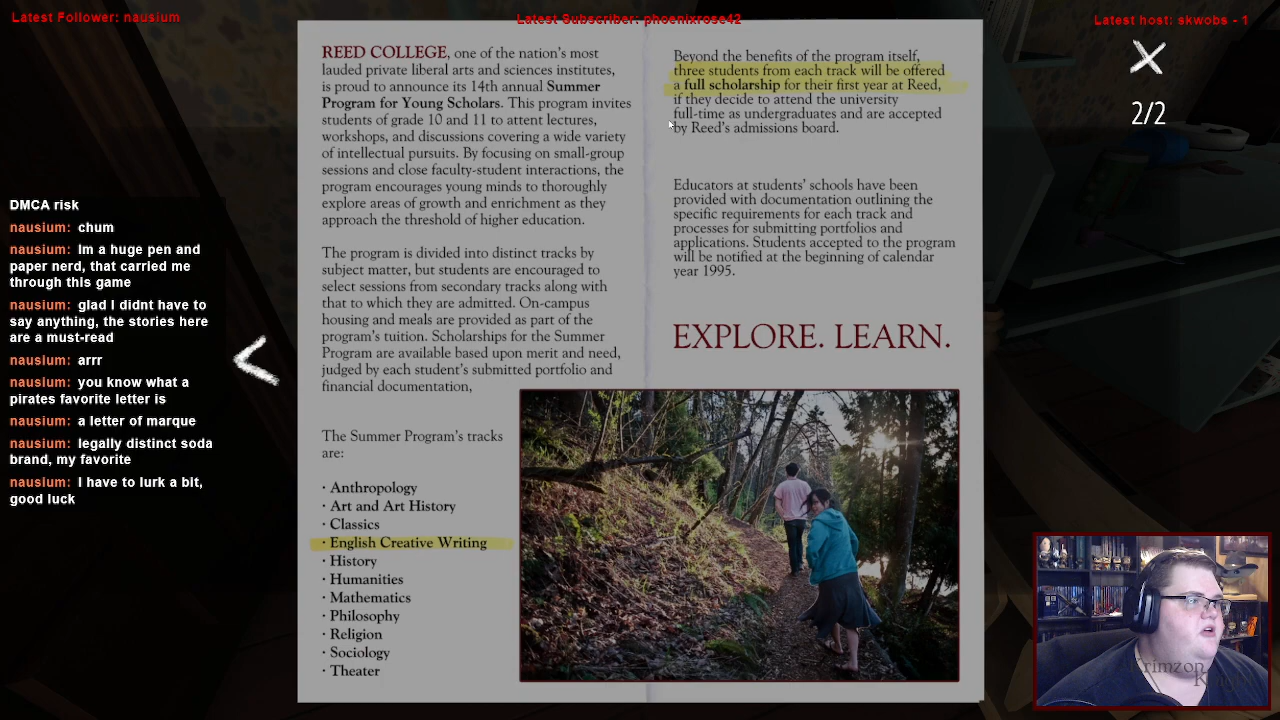 Latest Follower: nausium
Latest Subscriber: phoenixrose42
Latest host: skwobs - 1
2/2
DMCA risk
nausium: chum
nausium: Im a huge pen and
paper nerd, that carried me
through this game
nausium: glad I didnt have to
say anything, the stories here
are a must-read
nausium: arrr
nausium: you know what a
pirates favorite letter is
nausium: a letter of marque
nausium: legally distinct soda
brand, my favorite
nausium: I have to lurk a bit,
good luck
REED COLLEGE, one of the nation's most
lauded private liberal arts and sciences institutes,
is proud to announce its 14th annual Summer
Program for Young Scholars. This program invites
students of grade 10 and 11 to attent lectures,
workshops, and discussions covering a wide variety
of intellectual pursuits. By focusing on small-group
sessions and close faculty-student interactions, the
program encourages young minds to thoroughly
explore areas of growth and enrichment as they
approach the threshold of higher education.
The program is divided into distinct tracks by
subject matter, but students are encouraged to
select sessions from secondary tracks along with
that to which they are admitted. On-campus
housing and meals are provided as part of the
program's tuition. Scholarships for the Summer
Program are available based upon merit and need,
judged by each student's submitted portfolio and
financial documentation,
The Summer Program's tracks
are:
· Anthropology
· Art and Art History
· Classics
· English Creative Writing
· History
· Humanities
· Mathematics
· Philosophy
· Religion
· Sociology
· Theater
Beyond the benefits of the program itself,
three students from each track will be offered
a full scholarship for their first year at Reed,
if they decide to attend the university
full-time as undergraduates and are accepted
by Reed's admissions board.
Educators at students' schools have been
provided with documentation outlining the
specific requirements for each track and
processes for submitting portfolios and
applications. Students accepted to the program
will be notified at the beginning of calendar
year 1995.
EXPLORE. LEARN.
Krimzon
Knight